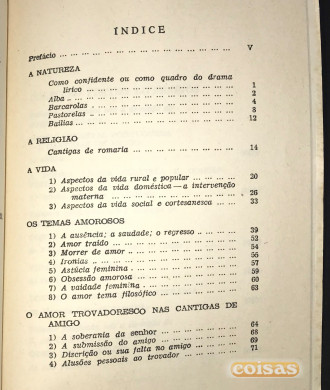 INDICE
Prefácio ... ... ... ... ... ... ... ... ... ... ... ... V
A NATUREZA
Como confidente ou como quadro do drama
lírico ... ... ... ... ... ... ... ... ... ... 1
Alba ... ... ... ... ... ... ... ... ... ... ... 2
Barcarolas ... ... ... ... ... ... ... ... ... 4
Pastorelas ... ... ... ... ... ... ... ... ... 8
Bailias ... ... ... ... ... ... ... ... ... ... 12
A RELIGIÃO
Cantigas de romaria ... ... ... ... ... ... 14
A VIDA
1) Aspectos da vida rural e popular ... ... ... 20
2) Aspectos da vida doméstica — a intervenção
materna ... ... ... ... ... ... ... ... 26
3) Aspectos da vida social e cortesanesca ... ... 33
OS TEMAS AMOROSOS
1) A ausência; a saudade; o regresso ... ... ... 39
2) Amor traído ... ... ... ... ... ... ... 52
3) Morrer de amor ... ... ... ... ... ... ... 54
4) Ironias ... ... ... ... ... ... ... ... 55
5) Astúcia feminina ... ... ... ... ... ... 57
6) Obsessão amorosa ... ... ... ... ... ... 59
7) A vaidade feminina ... ... ... ... ... ... 60
8) O amor tema filosófico ... ... ... ... ... 63
O AMOR TROVADORESCO NAS CANTIGAS DE
AMIGO
1) A soberania da senhor ... ... ... ... ... 64
2) A submissão do amigo ... ... ... ... ... 68
3) Discrição ou sua falta no amigo ... ... ... 69
4) Alusões pessoais ao trovador ... ... ... ... 71
coisas